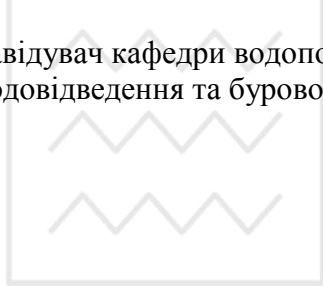 авідувач кафедри водопо
одовідведення та бурово